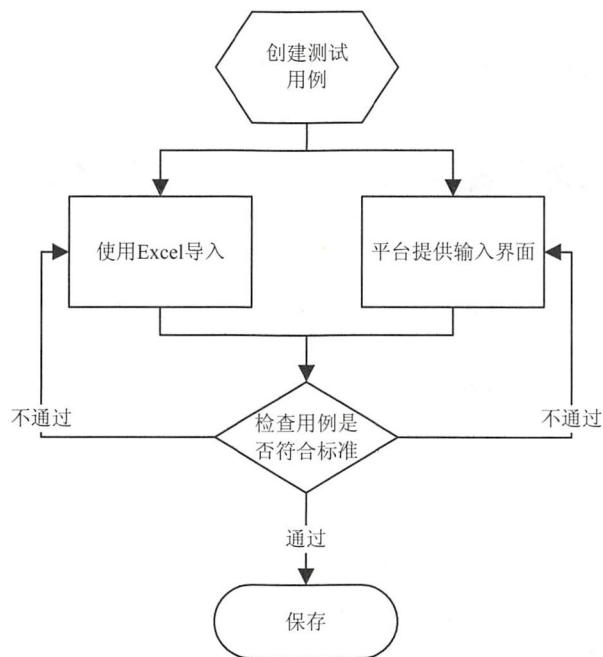 创建测试
用例
使用Excel导入
平台提供输入界面
不通过
检查用例是
否符合标准
不通过
通过
保存